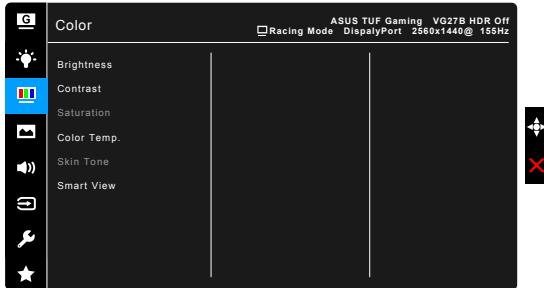 G
Color
ASUS TUF Gaming VG27B HDR Off
Racing Mode DispalyPort 2560x1440@ 155Hz
Brightness
Contrast
Saturation
Color Temp.
Skin Tone
Smart View